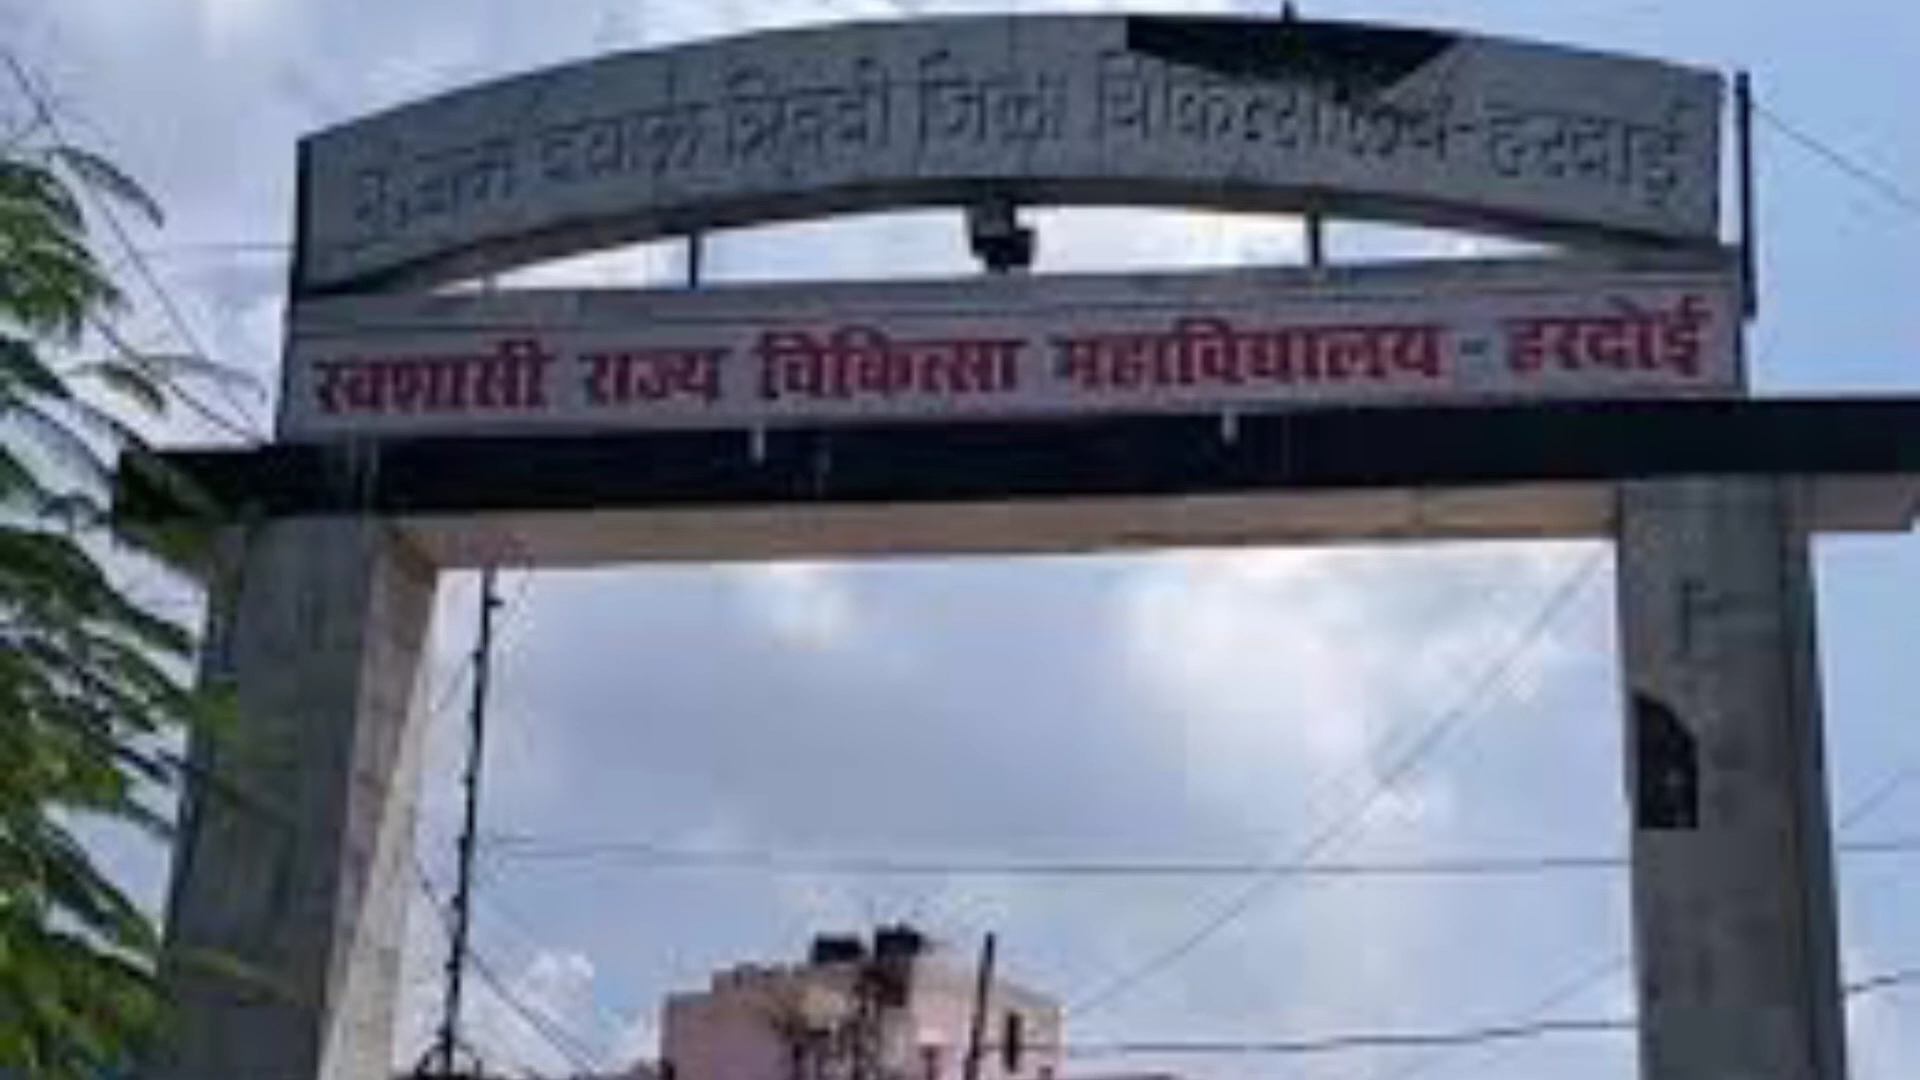 जिला चिकित्सालय-हरदोई
स्वशासी राज्य चिकित्सा महाविद्यालय - हरदोई